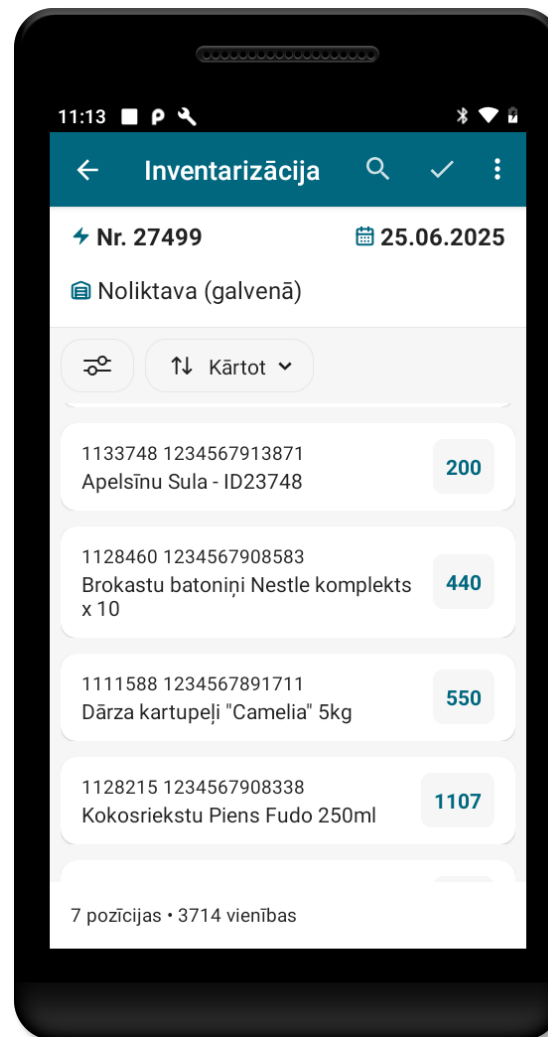 11:13
Inventarizācija
Nr. 27499 25.06.2025
Noliktava (galvenā)
Kārtot
1133748 1234567913871
Apelsīnu Sula - ID23748
200
1128460 1234567908583
Brokastu batoniņi Nestle komplekts
x 10
440
1111588 1234567891711
Dārza kartupeļi "Camelia" 5kg
550
1128215 1234567908338
Kokosriekstu Piens Fudo 250ml
1107
7 pozīcijas • 3714 vienības